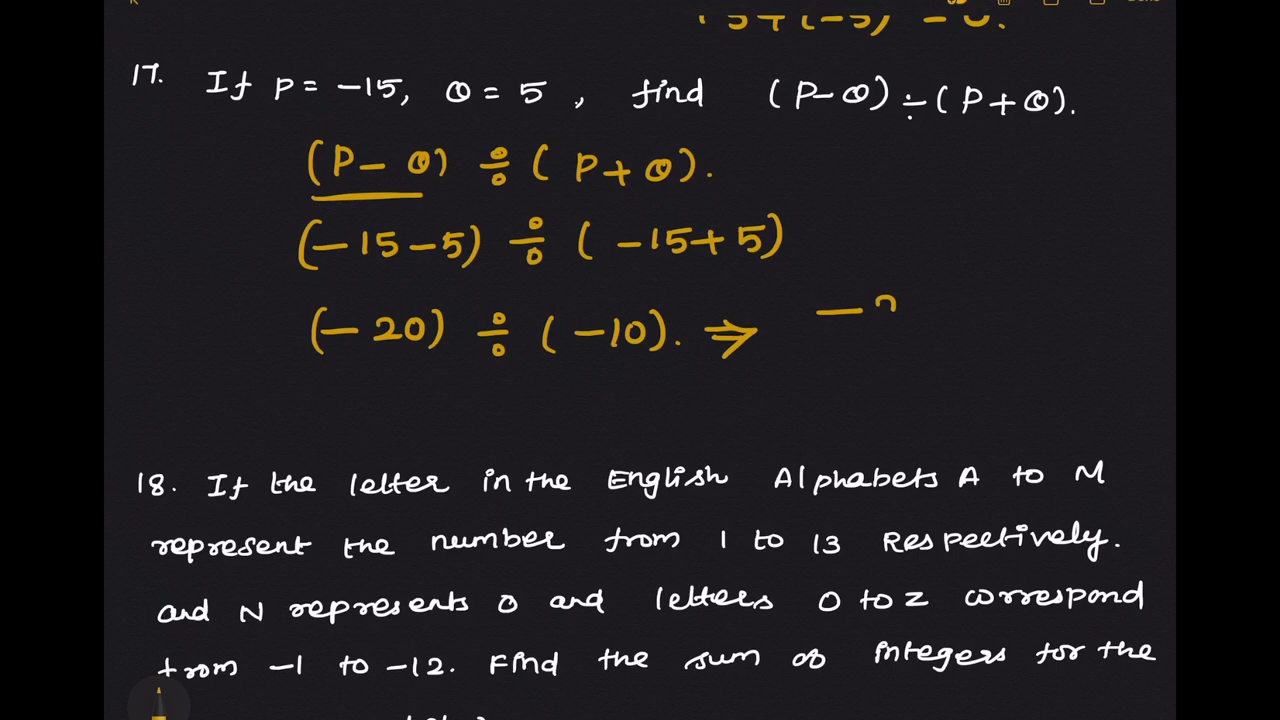 17. If P = -15, Q = 5, find (P-Q) ÷ (P+Q).
(P - Q) ÷ (P + Q).
(-15 - 5) ÷ (-15 + 5)
(-20) ÷ (-10). ⇒ -
18. If the letter in the English Alphabets A to M
represent the number from 1 to 13 Respectively.
and N represents 0 and letters O to Z correspond
from -1 to -12. Find the sum of integers for the